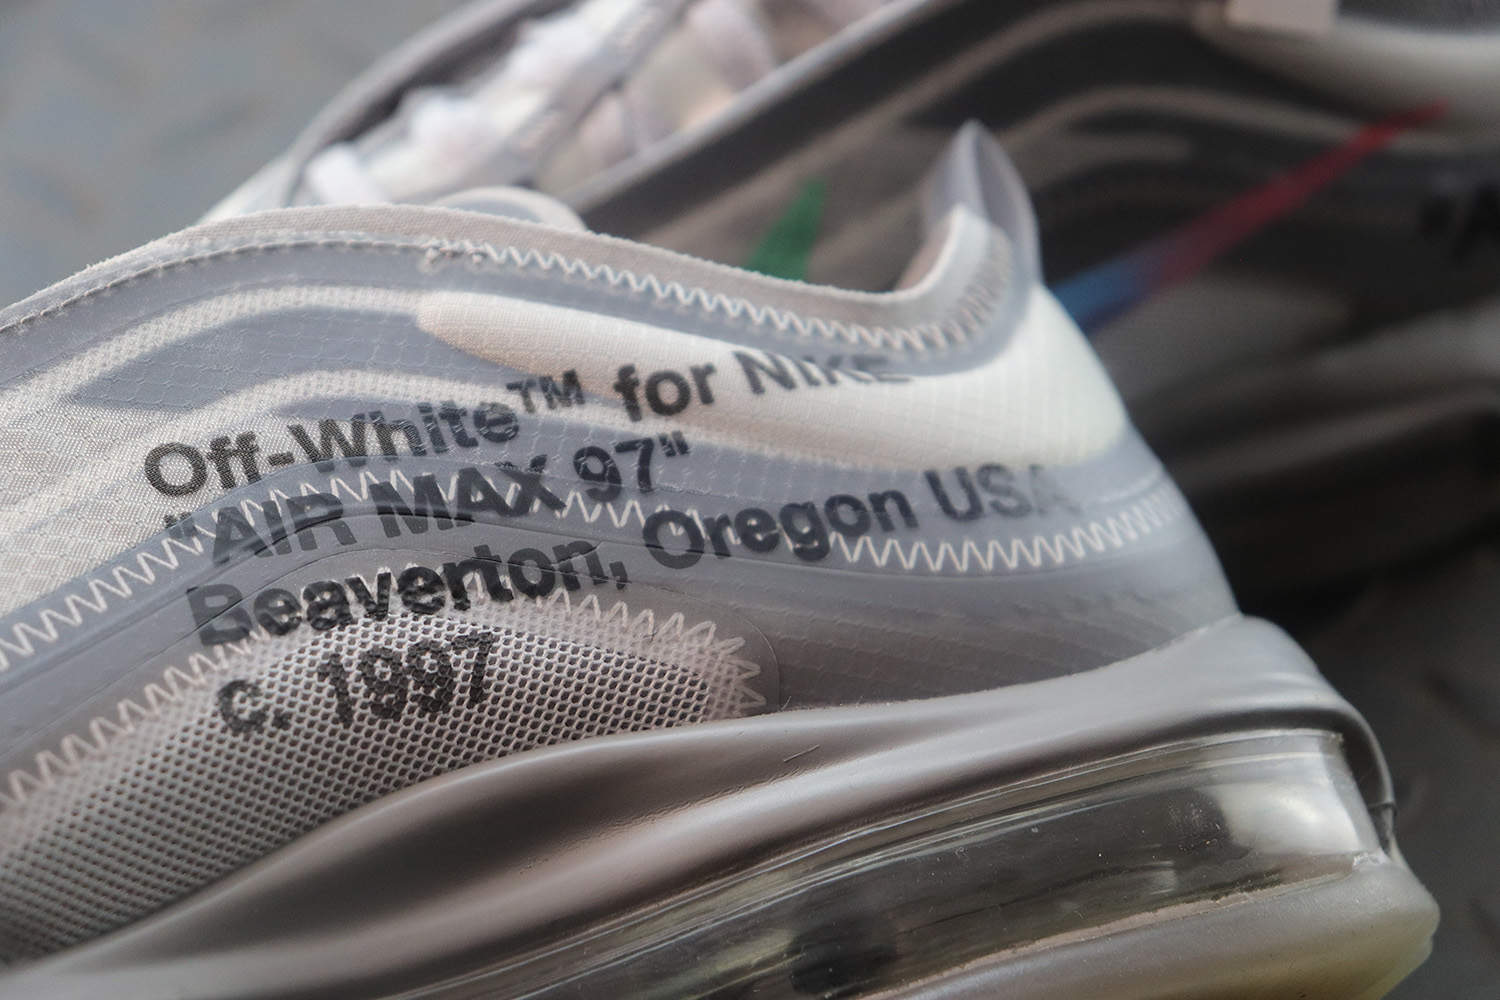 Off-White™ for NIKE
"AIR MAX 97"
Beaverton, Oregon USA
c. 1997